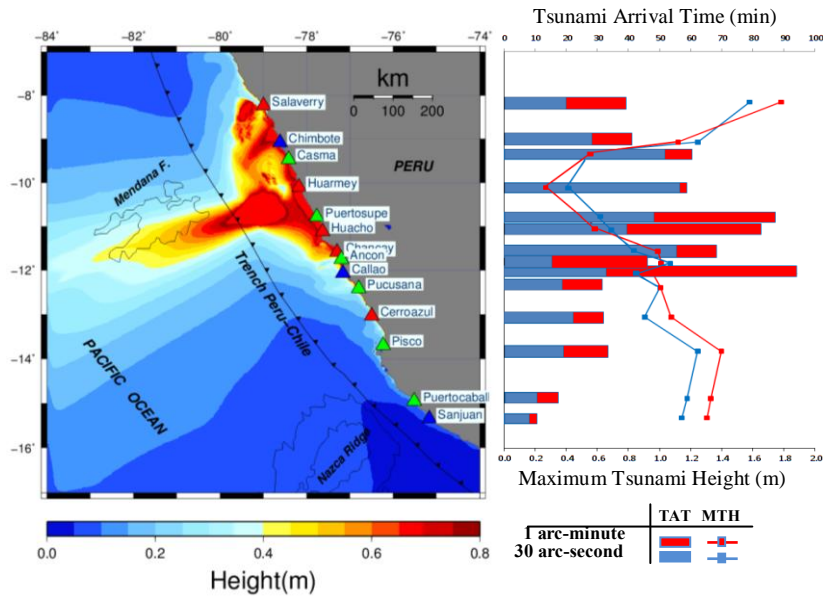 −84˚ −82˚ −80˚ −78˚ −76˚ −74˚
−8˚
−10˚
−12˚
−14˚
−16˚
km
0 100 200
Salaverry
Chimbote
Casma
PERU
Huarmey
Mendana F.
Puertosupe
Huacho
Chancay
Ancon
Callao
Pucusana
Cerroazul
Pisco
Trench Peru−Chile
PACIFIC OCEAN
Puertocaball
Sanjuan
Nazca Ridge
0.0 0.2 0.4 0.6 0.8
Height(m)
Tsunami Arrival Time (min)
0 10 20 30 40 50 60 70 80 90 100
0.0 0.2 0.4 0.6 0.8 1.0 1.2 1.4 1.6 1.8 2.0
Maximum Tsunami Height (m)
TAT MTH
1 arc-minute
30 arc-second